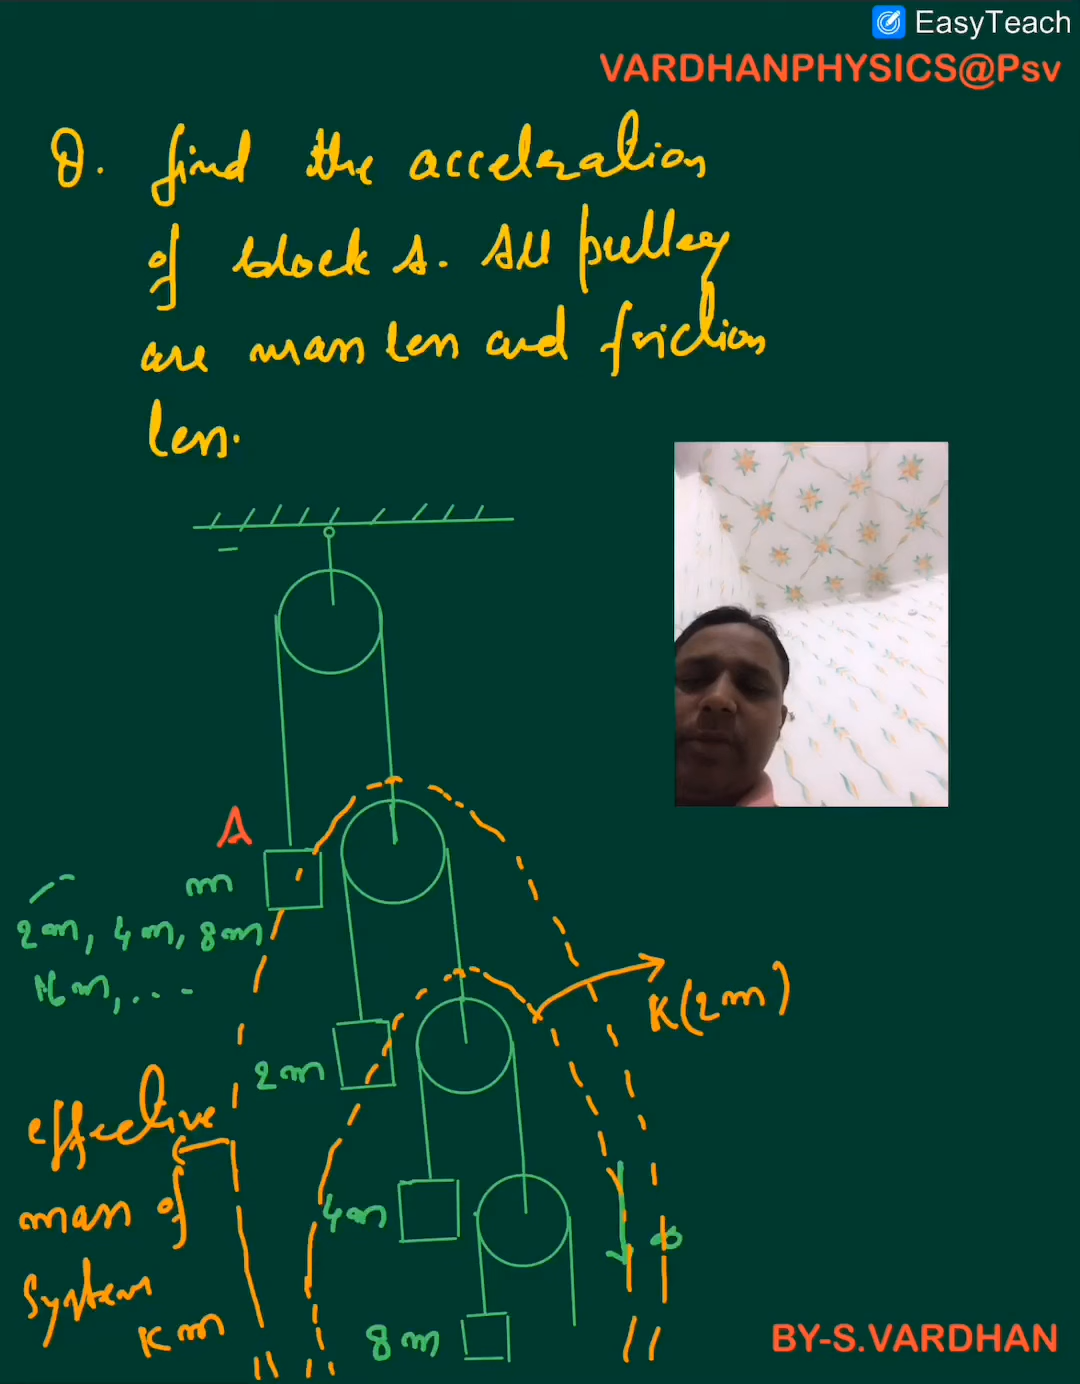 EasyTeach
VARDHANPHYSICS@Psv
Q. find the acceleration
of block A. All pulley
are mass less and friction
less.
A
m
2m, 4m, 8m
16m, ...
K(2m)
2m
effective
mass of
system
Km
4m
∞
8m
BY-S.VARDHAN